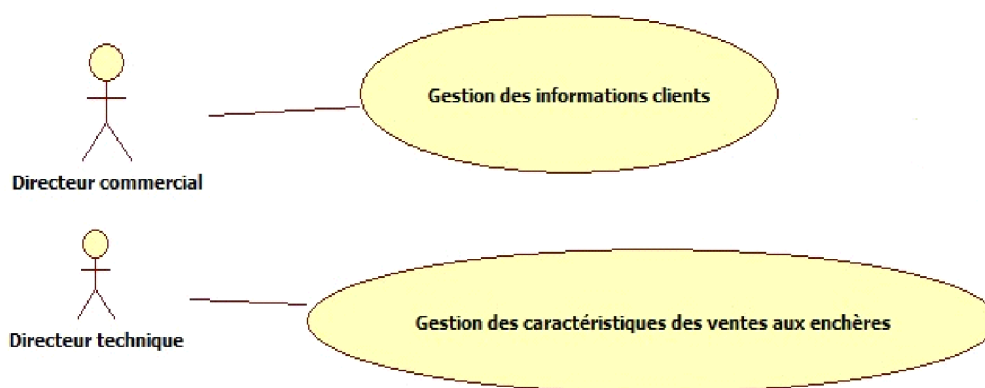 Gestion des informations clients
Directeur commercial
Gestion des caractéristiques des ventes aux enchères
Directeur technique